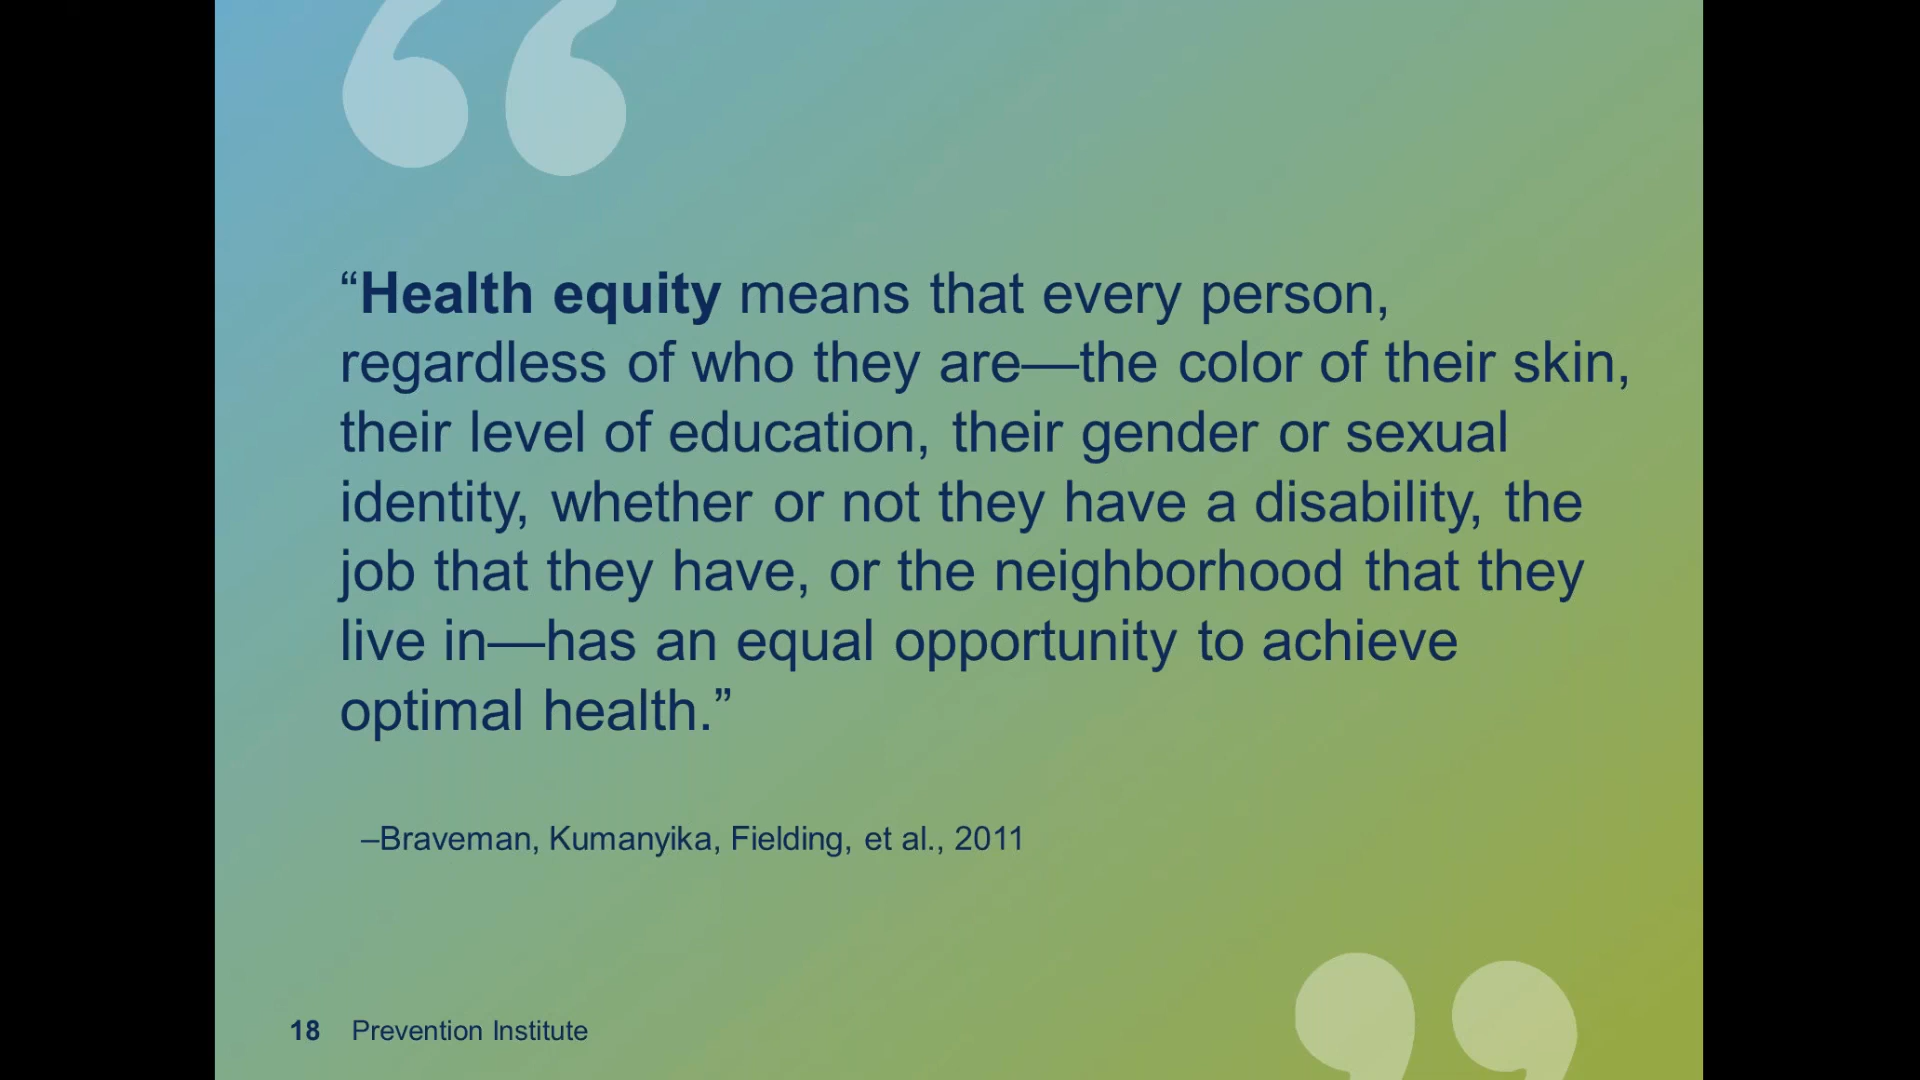 “Health equity means that every person,
regardless of who they are—the color of their skin,
their level of education, their gender or sexual
identity, whether or not they have a disability, the
job that they have, or the neighborhood that they
live in—has an equal opportunity to achieve
optimal health.”
–Braveman, Kumanyika, Fielding, et al., 2011
18 Prevention Institute